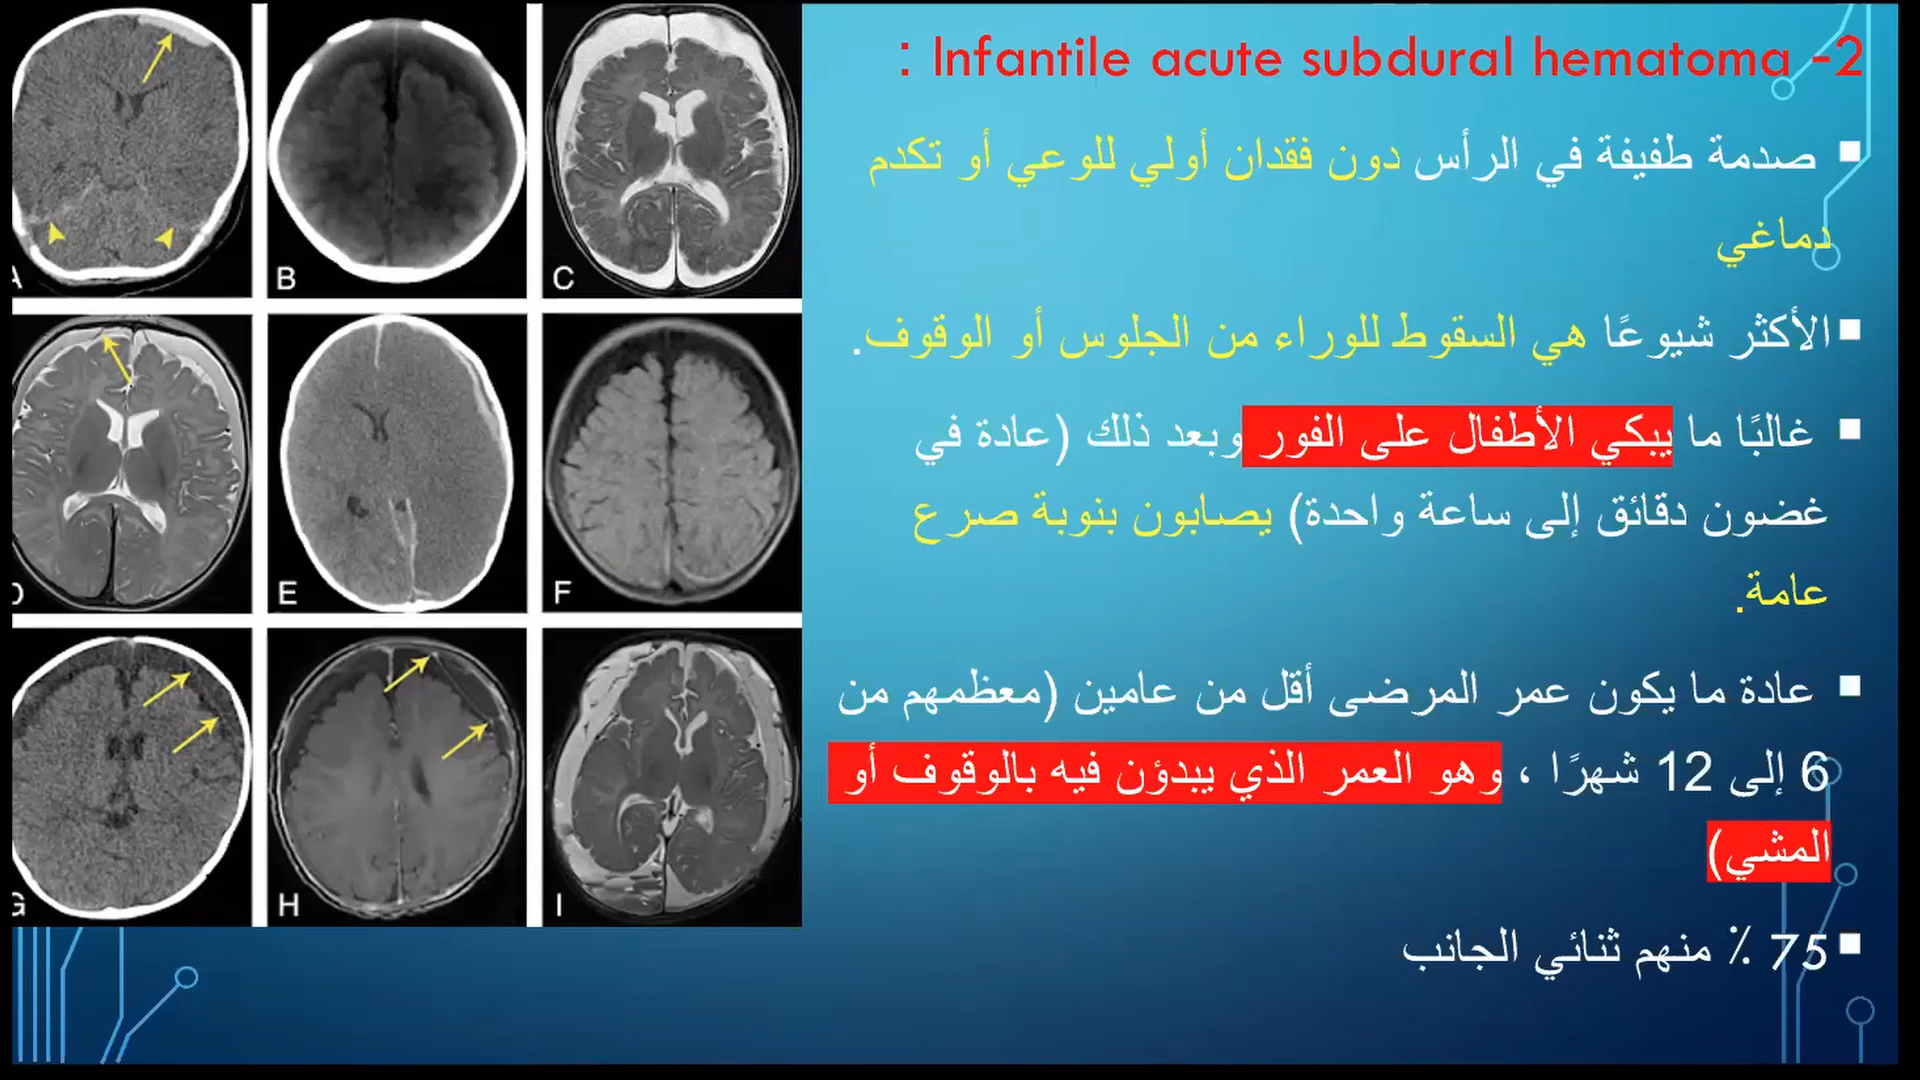 2- Infantile acute subdural hematoma :
▪ صدمة طفيفة في الرأس دون فقدان أولي للوعي أو تكدم
دماغي
▪ الأكثر شيوعًا هي السقوط للوراء من الجلوس أو الوقوف.
▪ غالبًا ما يبكي الأطفال على الفور وبعد ذلك (عادة في
غضون دقائق إلى ساعة واحدة) يصابون بنوبة صرع
عامة.
▪ عادة ما يكون عمر المرضى أقل من عامين (معظمهم من
6 إلى 12 شهرًا ، وهو العمر الذي يبدؤن فيه بالوقوف أو
المشي)
▪ 75 ٪ منهم ثنائي الجانب
A
B
C
D
E
F
G
H
I